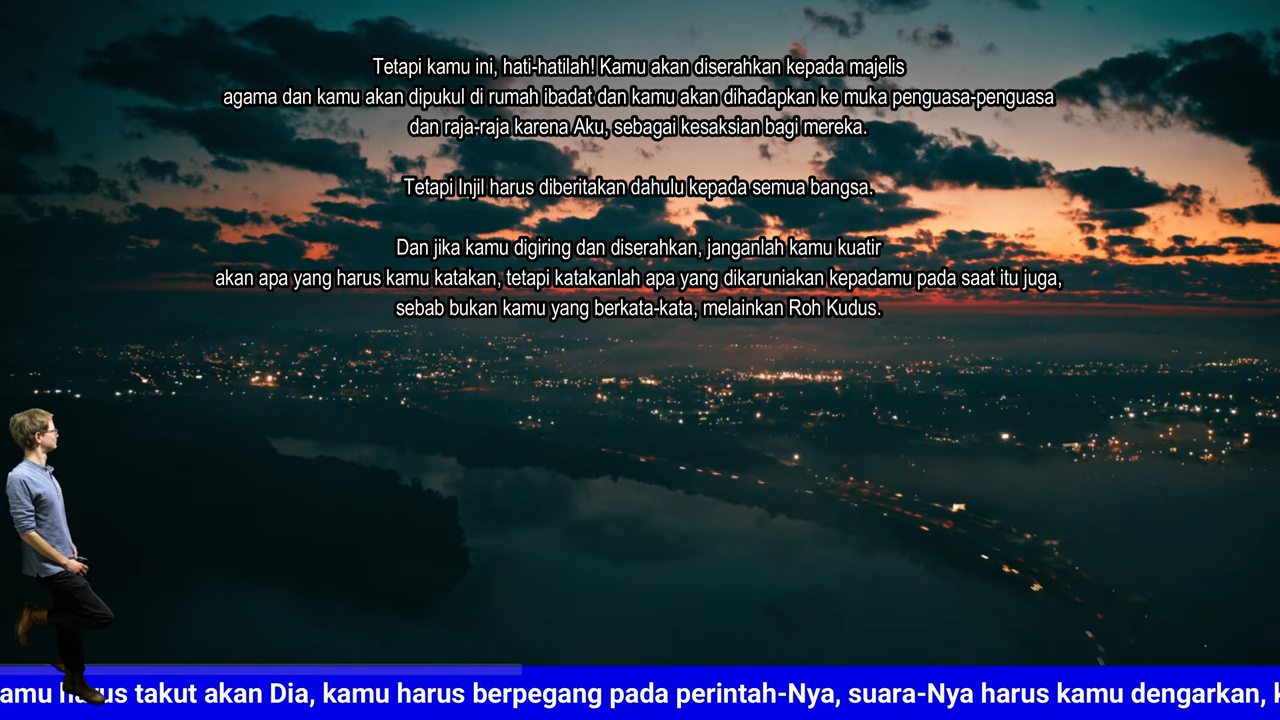 Tetapi kamu ini, hati-hatilah! Kamu akan diserahkan kepada majelis
agama dan kamu akan dipukul di rumah ibadat dan kamu akan dihadapkan ke muka penguasa-penguasa
dan raja-raja karena Aku, sebagai kesaksian bagi mereka.
Tetapi Injil harus diberitakan dahulu kepada semua bangsa.
Dan jika kamu digiring dan diserahkan, janganlah kamu kuatir
akan apa yang harus kamu katakan, tetapi katakanlah apa yang dikaruniakan kepadamu pada saat itu juga,
sebab bukan kamu yang berkata-kata, melainkan Roh Kudus.
takut akan Dia, kamu harus berpegang pada perintah-Nya, suara-Nya harus kamu dengarkan,